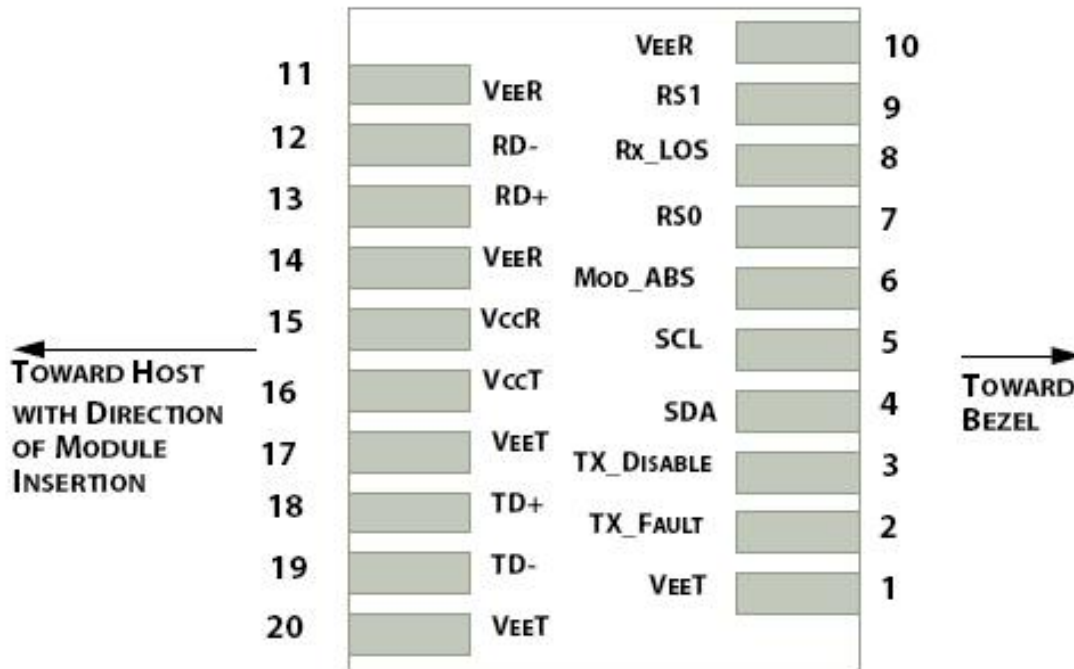 11 VEER
12 RD-
13 RD+
14 VEER
15 VCCR
16 VCCT
17 VEET
18 TD+
19 TD-
20 VEET
VEER 10
RS1 9
RX_LOS 8
RS0 7
MOD_ABS 6
SCL 5
SDA 4
TX_DISABLE 3
TX_FAULT 2
VEET 1
TOWARD HOST
WITH DIRECTION
OF MODULE
INSERTION
TOWARD
BEZEL